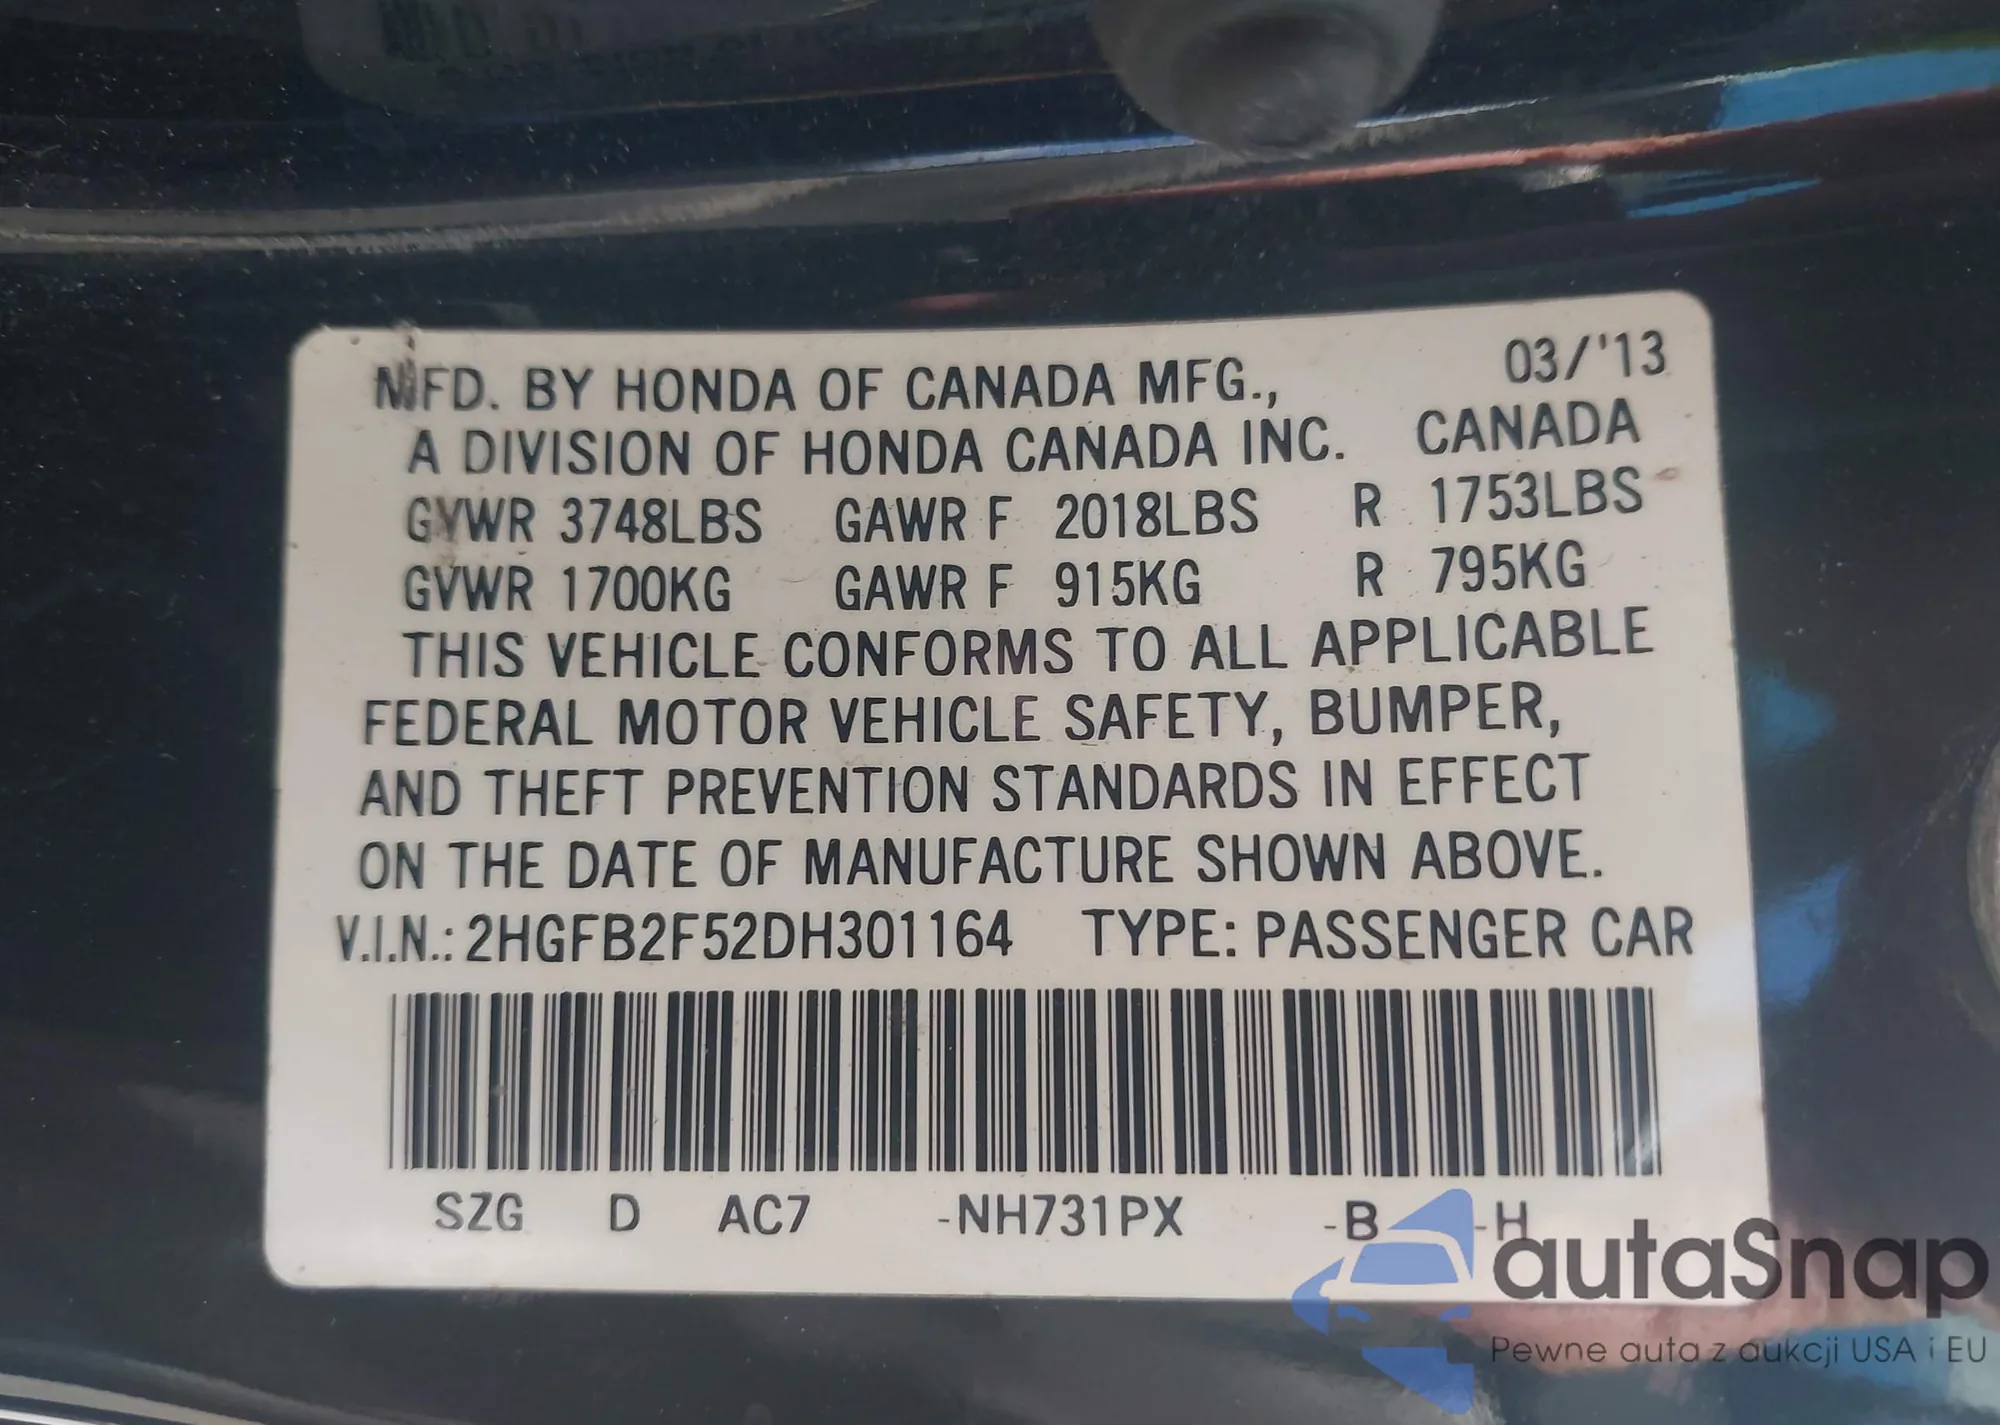 MFD. BY HONDA OF CANADA MFG., 03/'13
A DIVISION OF HONDA CANADA INC. CANADA
GVWR 3748LBS GAWR F 2018LBS R 1753LBS
GVWR 1700KG GAWR F 915KG R 795KG
THIS VEHICLE CONFORMS TO ALL APPLICABLE
FEDERAL MOTOR VEHICLE SAFETY, BUMPER,
AND THEFT PREVENTION STANDARDS IN EFFECT
ON THE DATE OF MANUFACTURE SHOWN ABOVE.
V.I.N.: 2HGFB2F52DH301164 TYPE: PASSENGER CAR
SZG D AC7 -NH731PX -B -H
autaSnap
Pewne auta z aukcji USA i EU